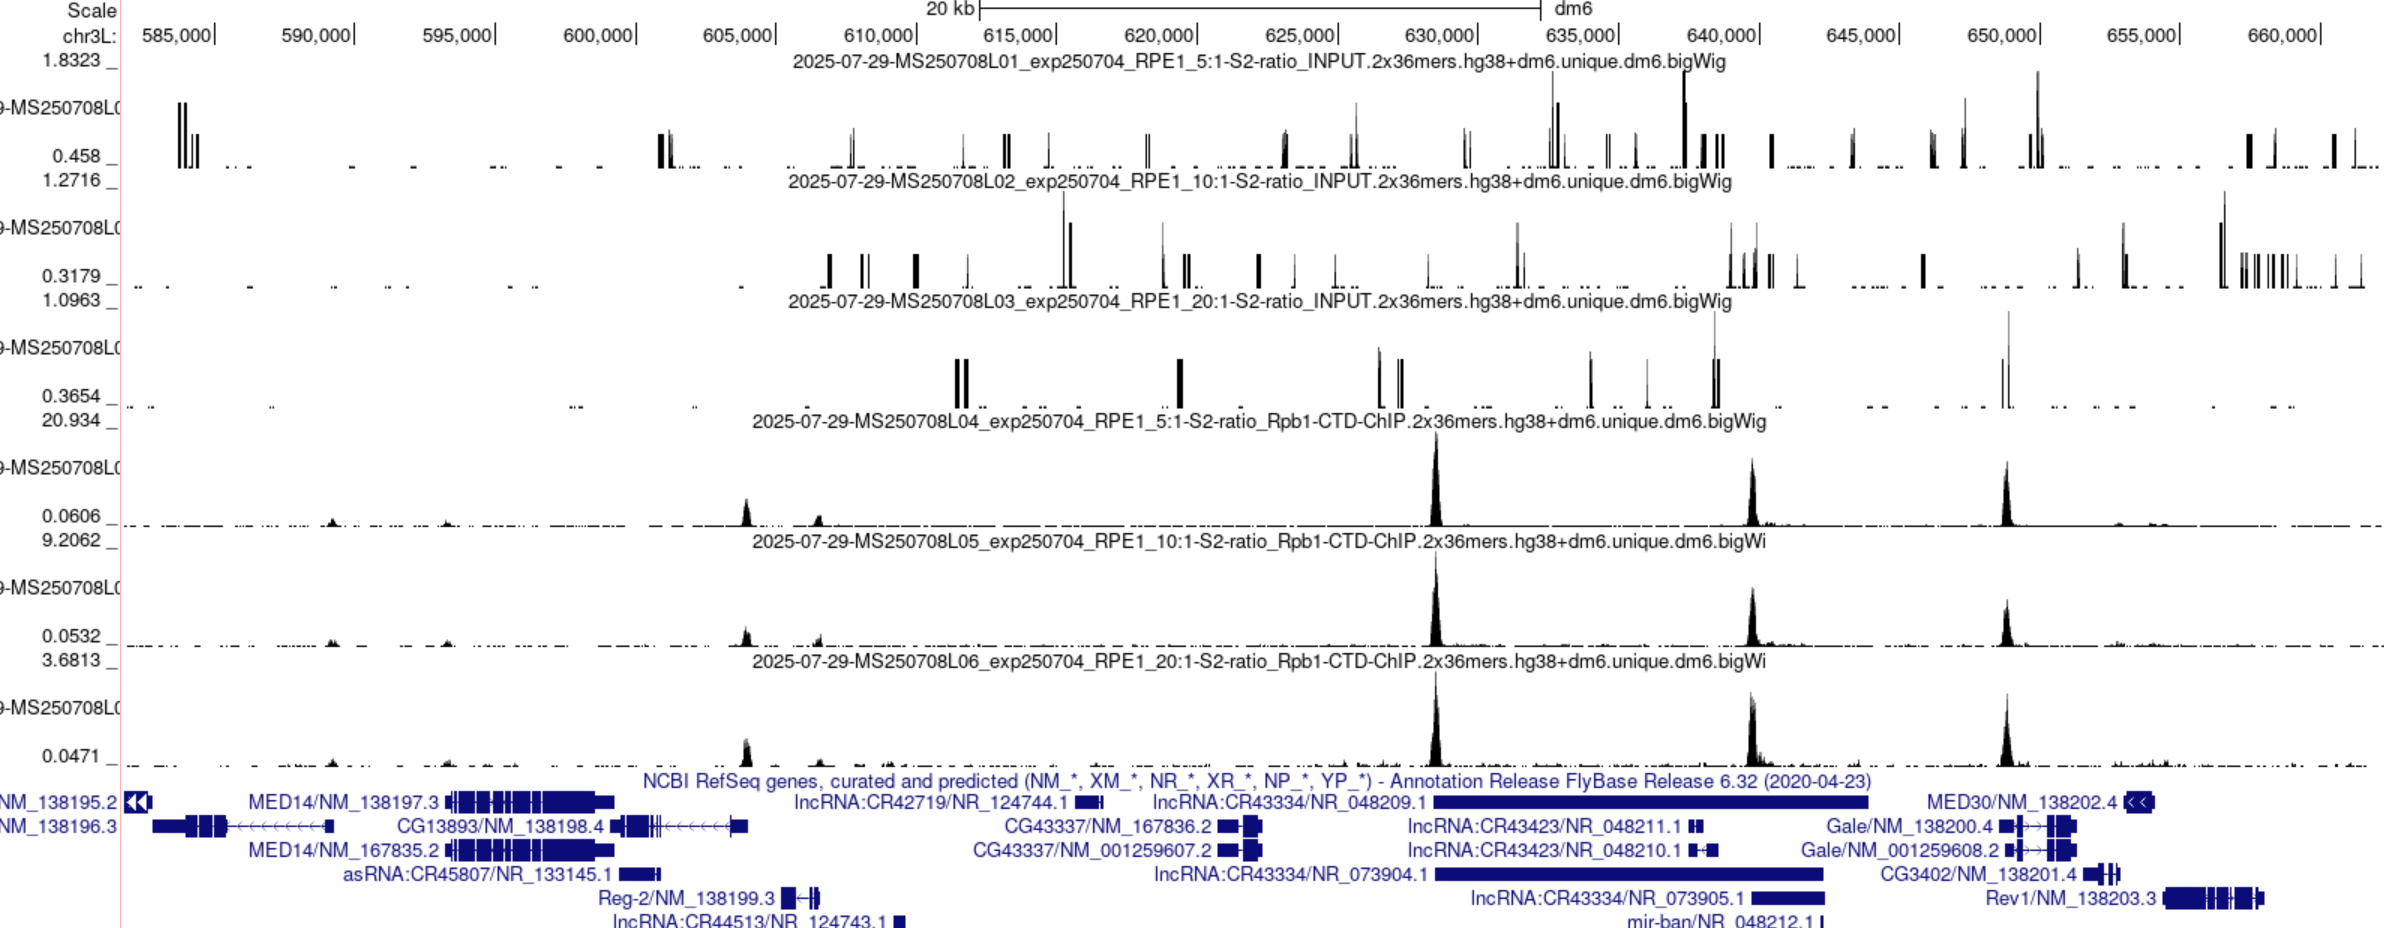 Scale 20 kb dm6
chr3L: 585,000 590,000 595,000 600,000 605,000 610,000 615,000 620,000 625,000 630,000 635,000 640,000 645,000 650,000 655,000 660,000
2025-07-29-MS250708L01_exp250704_RPE1_5:1-S2-ratio_INPUT.2x36mers.hg38+dm6.unique.dm6.bigWig
1.8323 _
9-MS250708L0
0.458 _
2025-07-29-MS250708L02_exp250704_RPE1_10:1-S2-ratio_INPUT.2x36mers.hg38+dm6.unique.dm6.bigWig
1.2716 _
9-MS250708L0
0.3179 _
2025-07-29-MS250708L03_exp250704_RPE1_20:1-S2-ratio_INPUT.2x36mers.hg38+dm6.unique.dm6.bigWig
1.0963 _
9-MS250708L0
0.3654 _
2025-07-29-MS250708L04_exp250704_RPE1_5:1-S2-ratio_Rpb1-CTD-ChIP.2x36mers.hg38+dm6.unique.dm6.bigWig
20.934 _
9-MS250708L0
0.0606 _
2025-07-29-MS250708L05_exp250704_RPE1_10:1-S2-ratio_Rpb1-CTD-ChIP.2x36mers.hg38+dm6.unique.dm6.bigWi
9.2062 _
9-MS250708L0
0.0532 _
2025-07-29-MS250708L06_exp250704_RPE1_20:1-S2-ratio_Rpb1-CTD-ChIP.2x36mers.hg38+dm6.unique.dm6.bigWi
3.6813 _
9-MS250708L0
0.0471 _
NCBI RefSeq genes, curated and predicted (NM_*, XM_*, NR_*, XR_*, NP_*, YP_*) - Annotation Release FlyBase Release 6.32 (2020-04-23)
NM_138195.2 MED14/NM_138197.3 lncRNA:CR42719/NR_124744.1 lncRNA:CR43334/NR_048209.1 MED30/NM_138202.4
NM_138196.3 CG13893/NM_138198.4 CG43337/NM_167836.2 lncRNA:CR43423/NR_048211.1 Gale/NM_138200.4
MED14/NM_167835.2 CG43337/NM_001259607.2 lncRNA:CR43423/NR_048210.1 Gale/NM_001259608.2
asRNA:CR45807/NR_133145.1 lncRNA:CR43334/NR_073904.1 CG3402/NM_138201.4
Reg-2/NM_138199.3 lncRNA:CR43334/NR_073905.1 Rev1/NM_138203.3
lncRNA:CR44513/NR_124743.1 mir-ban/NR_048212.1